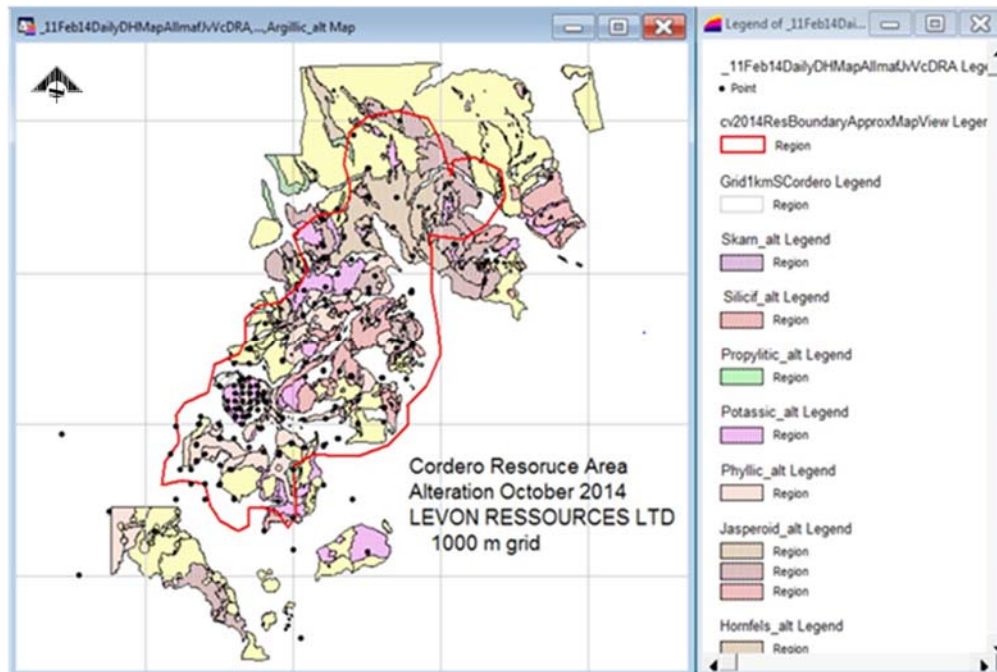 _11Feb14DailyDHMapAllmafJvVcDRA,...,Argillic_alt Map
Cordero Resoruce Area
Alteration October 2014
LEVON RESSOURCES LTD
1000 m grid
Legend of _11Feb14Dai...
_11Feb14DailyDHMapAllmafJvVcDRA Lege
Point
cv2014ResBoundaryApproxMapView Legen
Region
Grid1kmSCordero Legend
Region
Skarn_alt Legend
Region
Silicif_alt Legend
Region
Propylitic_alt Legend
Region
Potassic_alt Legend
Region
Phyllic_alt Legend
Region
Jasperoid_alt Legend
Region
Region
Region
Hornfels_alt Legend
Region